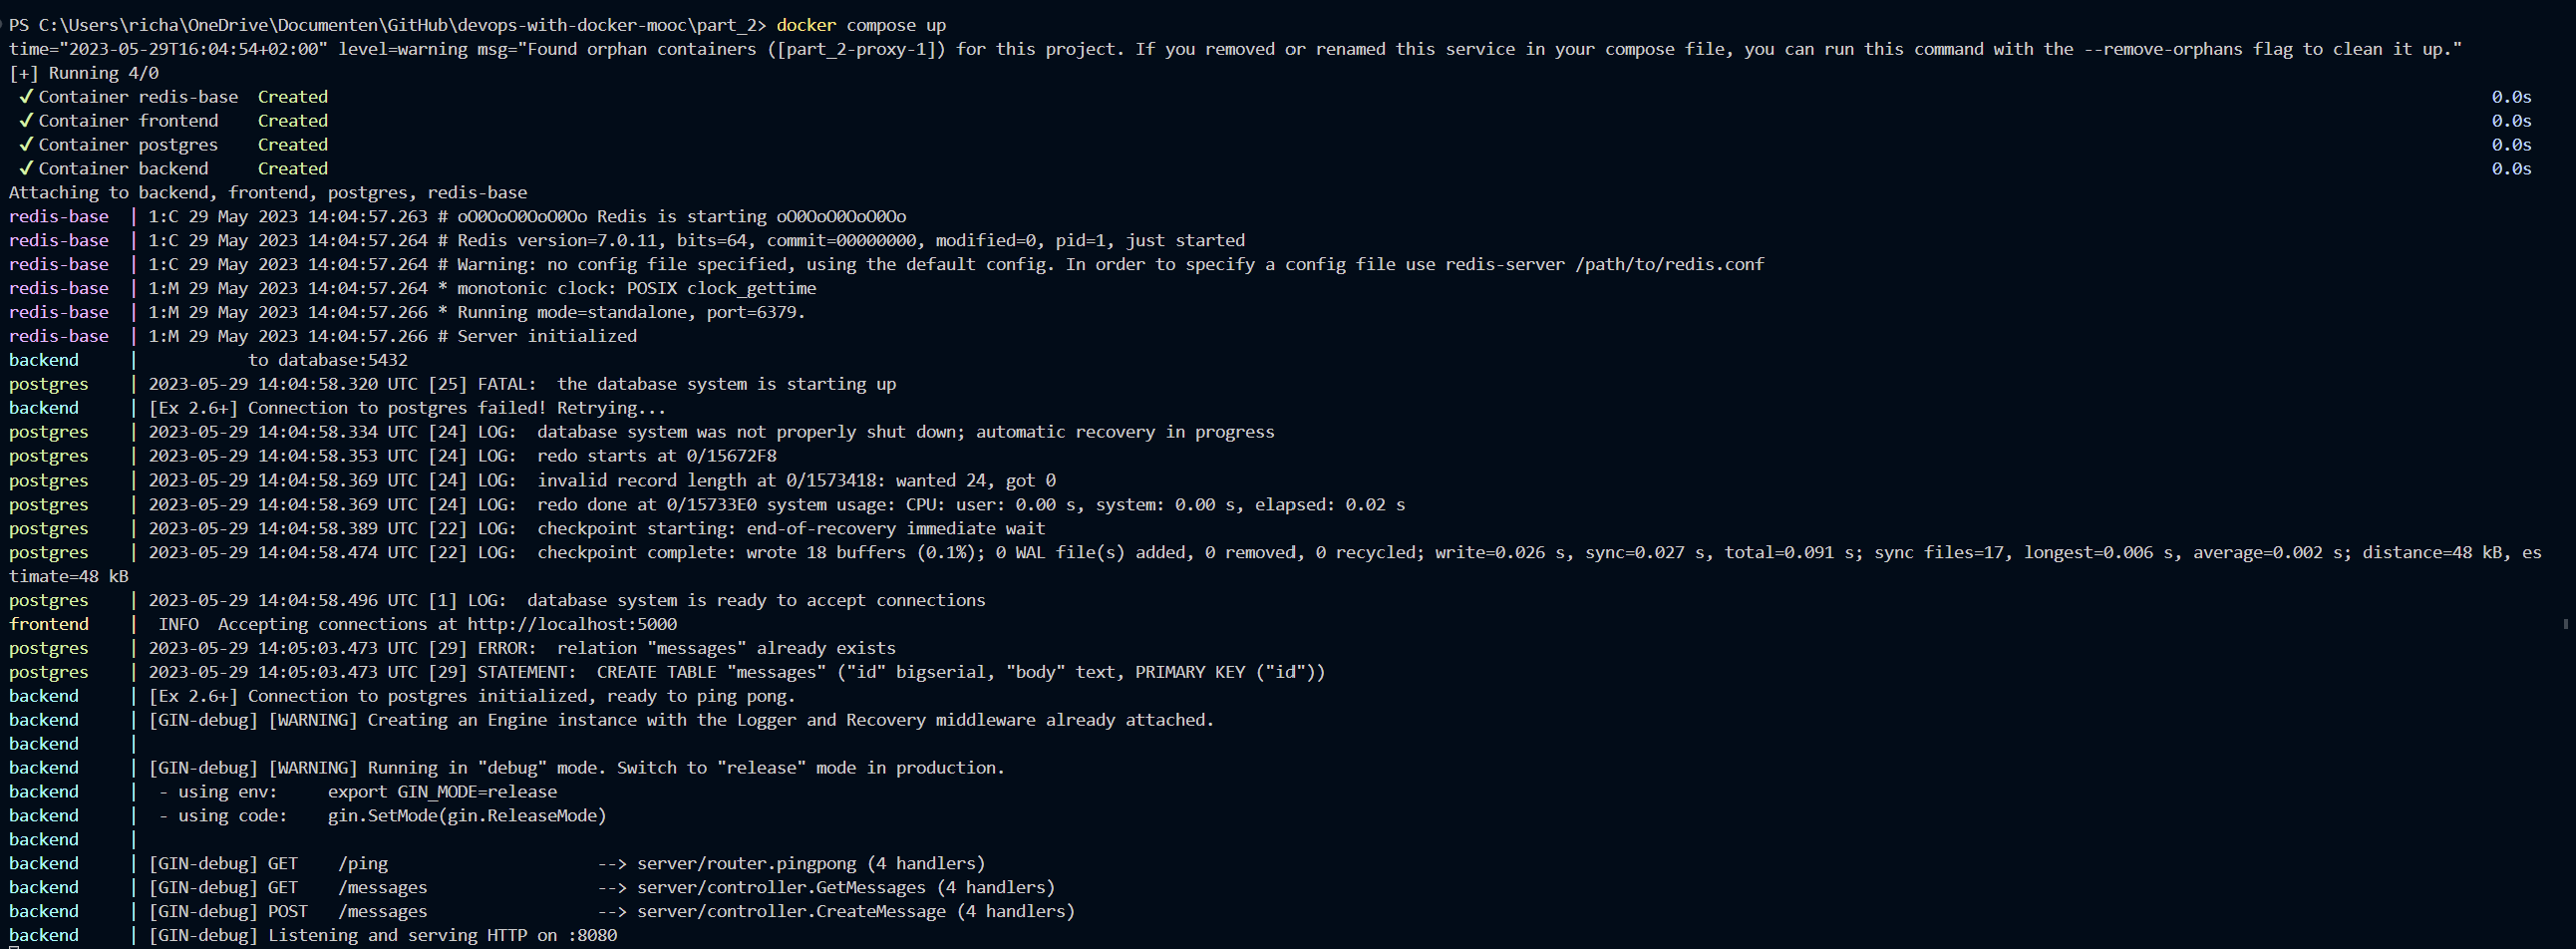 PS C:\Users\richa\OneDrive\Documenten\GitHub\devops-with-docker-mooc\part_2> docker compose up
time="2023-05-29T16:04:54+02:00" level=warning msg="Found orphan containers ([part_2-proxy-1]) for this project. If you removed or renamed this service in your compose file, you can run this command with the --remove-orphans flag to clean it up."
[+] Running 4/0
✓ Container redis-base  Created 0.0s
✓ Container frontend    Created 0.0s
✓ Container postgres    Created 0.0s
✓ Container backend     Created 0.0s
Attaching to backend, frontend, postgres, redis-base
redis-base  | 1:C 29 May 2023 14:04:57.263 # oO0OoO0OoO0Oo Redis is starting oO0OoO0OoO0Oo
redis-base  | 1:C 29 May 2023 14:04:57.264 # Redis version=7.0.11, bits=64, commit=00000000, modified=0, pid=1, just started
redis-base  | 1:C 29 May 2023 14:04:57.264 # Warning: no config file specified, using the default config. In order to specify a config file use redis-server /path/to/redis.conf
redis-base  | 1:M 29 May 2023 14:04:57.264 * monotonic clock: POSIX clock_gettime
redis-base  | 1:M 29 May 2023 14:04:57.266 * Running mode=standalone, port=6379.
redis-base  | 1:M 29 May 2023 14:04:57.266 # Server initialized
backend     |           to database:5432
postgres    | 2023-05-29 14:04:58.320 UTC [25] FATAL:  the database system is starting up
backend     | [Ex 2.6+] Connection to postgres failed! Retrying...
postgres    | 2023-05-29 14:04:58.334 UTC [24] LOG:  database system was not properly shut down; automatic recovery in progress
postgres    | 2023-05-29 14:04:58.353 UTC [24] LOG:  redo starts at 0/15672F8
postgres    | 2023-05-29 14:04:58.369 UTC [24] LOG:  invalid record length at 0/1573418: wanted 24, got 0
postgres    | 2023-05-29 14:04:58.369 UTC [24] LOG:  redo done at 0/15733E0 system usage: CPU: user: 0.00 s, system: 0.00 s, elapsed: 0.02 s
postgres    | 2023-05-29 14:04:58.389 UTC [22] LOG:  checkpoint starting: end-of-recovery immediate wait
postgres    | 2023-05-29 14:04:58.474 UTC [22] LOG:  checkpoint complete: wrote 18 buffers (0.1%); 0 WAL file(s) added, 0 removed, 0 recycled; write=0.026 s, sync=0.027 s, total=0.091 s; sync files=17, longest=0.006 s, average=0.002 s; distance=48 kB, es
timate=48 kB
postgres    | 2023-05-29 14:04:58.496 UTC [1] LOG:  database system is ready to accept connections
frontend    |  INFO  Accepting connections at http://localhost:5000
postgres    | 2023-05-29 14:05:03.473 UTC [29] ERROR:  relation "messages" already exists
postgres    | 2023-05-29 14:05:03.473 UTC [29] STATEMENT:  CREATE TABLE "messages" ("id" bigserial, "body" text, PRIMARY KEY ("id"))
backend     | [Ex 2.6+] Connection to postgres initialized, ready to ping pong.
backend     | [GIN-debug] [WARNING] Creating an Engine instance with the Logger and Recovery middleware already attached.
backend     |
backend     | [GIN-debug] [WARNING] Running in "debug" mode. Switch to "release" mode in production.
backend     |  - using env:     export GIN_MODE=release
backend     |  - using code:    gin.SetMode(gin.ReleaseMode)
backend     |
backend     | [GIN-debug] GET    /ping                     --> server/router.pingpong (4 handlers)
backend     | [GIN-debug] GET    /messages                 --> server/controller.GetMessages (4 handlers)
backend     | [GIN-debug] POST   /messages                 --> server/controller.CreateMessage (4 handlers)
backend     | [GIN-debug] Listening and serving HTTP on :8080